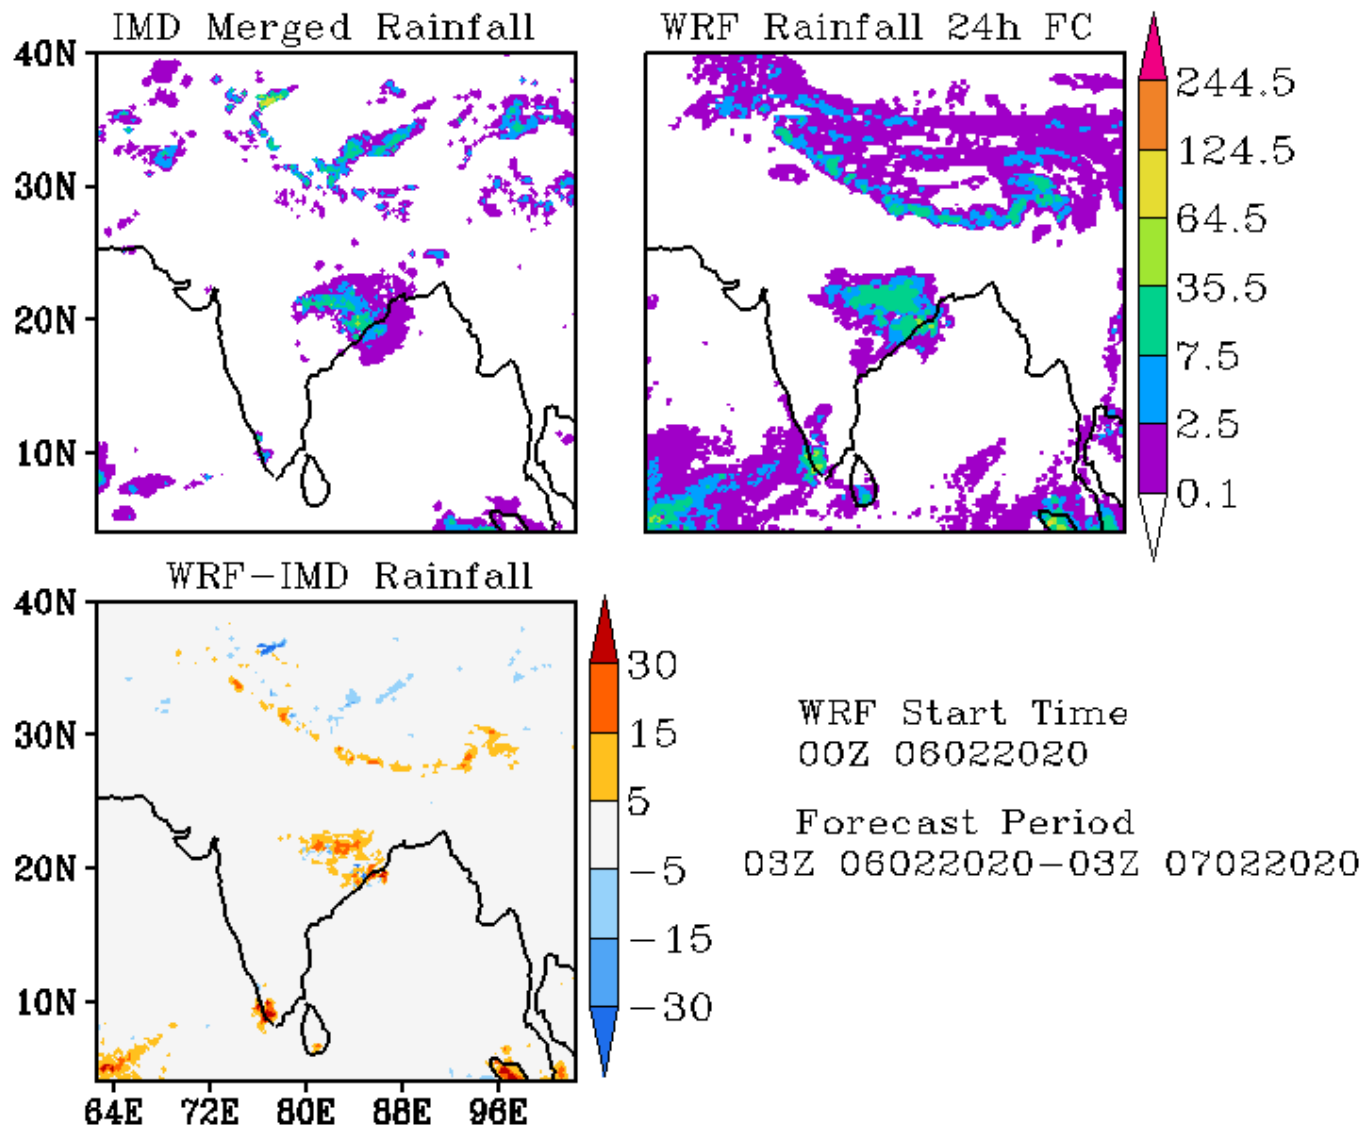 IMD Merged Rainfall
40N
30N
20N
10N
WRF Rainfall 24h FC
244.5
124.5
64.5
35.5
7.5
2.5
0.1
WRF-IMD Rainfall
40N
30N
20N
10N
64E 72E 80E 88E 96E
30
15
5
-5
-15
-30
WRF Start Time
00Z 06022020
Forecast Period
03Z 06022020-03Z 07022020